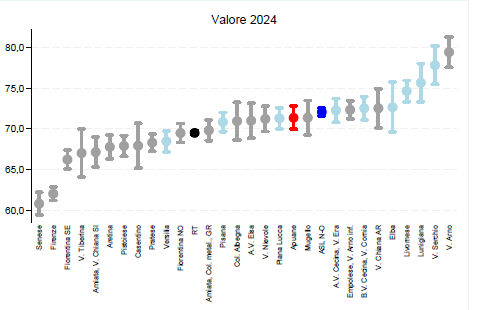 Valore 2024
80,0
75,0
70,0
65,0
60,0
Senese
Firenze
Fiorentina SE
V. Tiberina
Amiata, V. Chiana SI
Aretina
Pistoiese
Casentino
Pratese
Versilia
Fiorentina NO
RT
Amiata, Col. metal., GR
Pisana
Col. Albegna
A.V. Elsa
V. Nievole
Piana Lucca
Apuane
Mugello
ASL N-O
A.V. Cecina, V. Era
Empolese, V. Arno Inf.
B.V. Cecina, V. Cornia
V. Chiana AR
Elba
Livornese
Lunigiana
V. Serchio
V. Arno